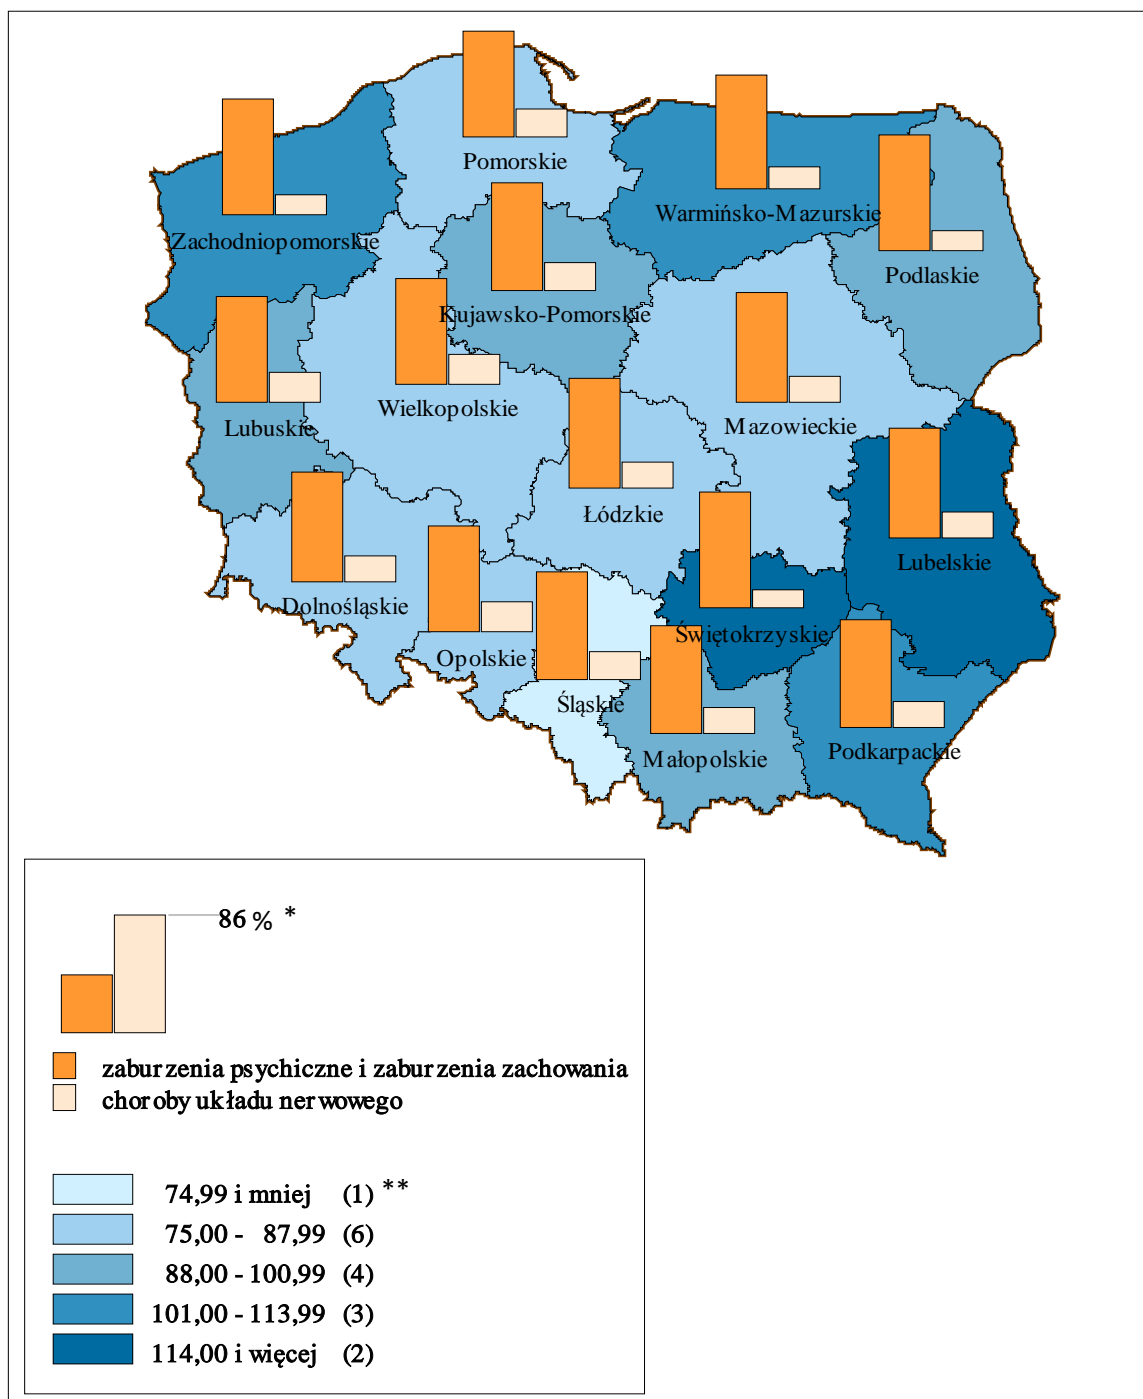 Pomorskie
Warmińsko-Mazurskie
Zachodniopomorskie
Podlaskie
Kujawsko-Pomorskie
Wielkopolskie
Lubuskie
Mazowieckie
Łódzkie
Lubelskie
Dolnośląskie
Świętokrzyskie
Opolskie
Śląskie
Małopolskie
Podkarpackie
86 % *
zaburzenia psychiczne i zaburzenia zachowania
choroby układu nerwowego
74,99 i mniej (1) **
75,00 - 87,99 (6)
88,00 - 100,99 (4)
101,00 - 113,99 (3)
114,00 i więcej (2)